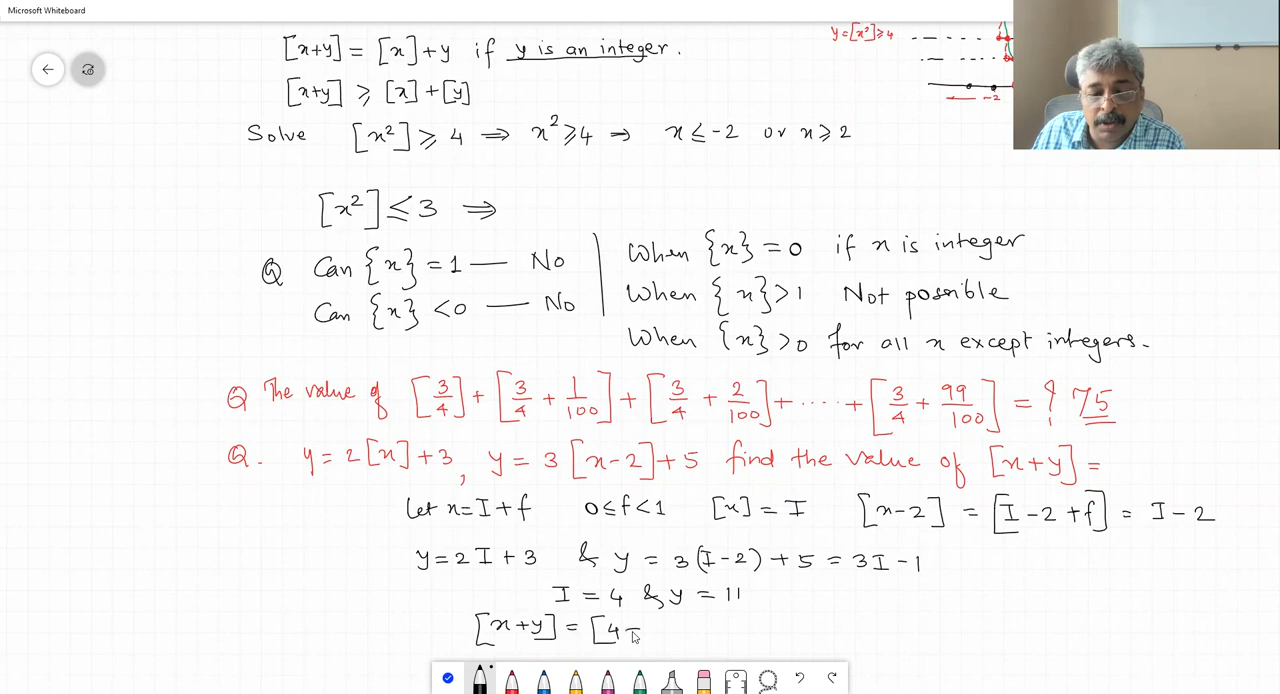 Microsoft Whiteboard
[x+y] = [x]+y if y is an integer.
y=[x²]≥4
[x+y] ≥ [x]+[y]
-2
Solve [x²] ≥ 4 ⇒ x² ≥ 4 ⇒ x ≤ -2 or x ≥ 2
[x²] ≤ 3 ⇒
Q Can {x} = 1 — No
Can {x} < 0 — No
When {x} = 0 if x is integer
When {x} > 1 Not possible
When {x} > 0 for all x except integers.
Q The value of [3/4] + [3/4 + 1/100] + [3/4 + 2/100] + ..... + [3/4 + 99/100] = ? 75
Q. y = 2[x]+3, y = 3[x-2]+5 find the value of [x+y] =
Let x = I + f 0 ≤ f < 1 [x] = I [x-2] = [I-2+f] = I-2
y = 2I + 3 & y = 3(I-2) + 5 = 3I - 1
I = 4 & y = 11
[x+y] = [4